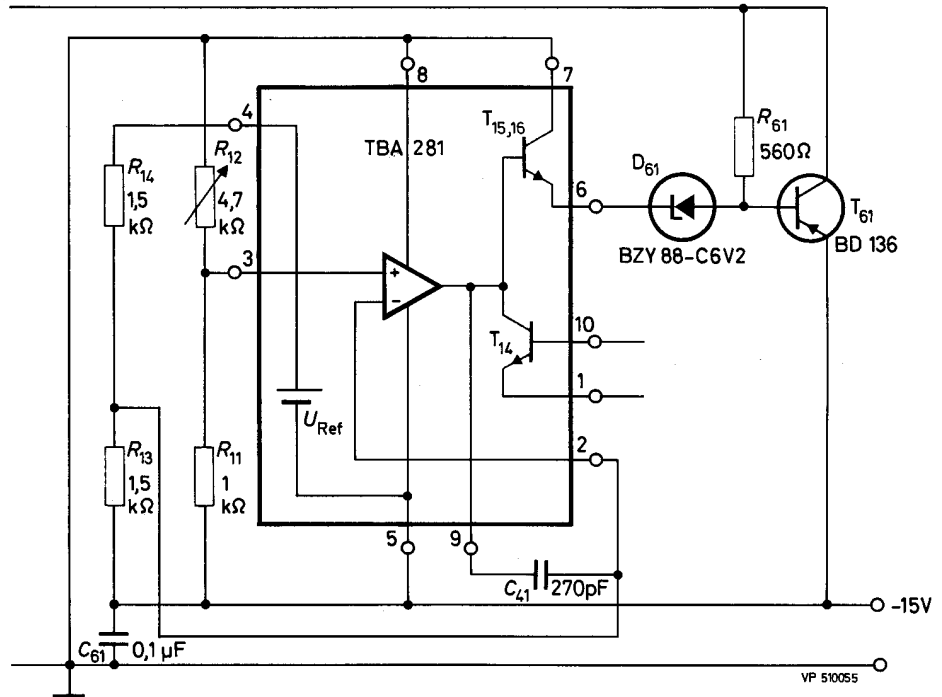 8
7
4
T15,16
R61
560Ω
R14
1,5
kΩ
R12
4,7
kΩ
TBA 281
D61
6
T61
BD 136
BZY 88-C6V2
3
+
-
T14
10
1
URef
2
R13
1,5
kΩ
R11
1
kΩ
5
9
C41
270pF
-15V
C61
0,1 µF
VP 510055